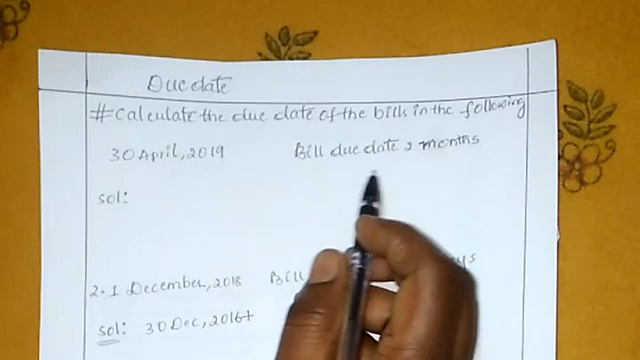 Due date
#Calculate the due date of the bills in the following
30 April, 2019 Bill due date 2 months
sol:
2. 1 December, 2018 Bill
sol: 30 Dec, 2016+